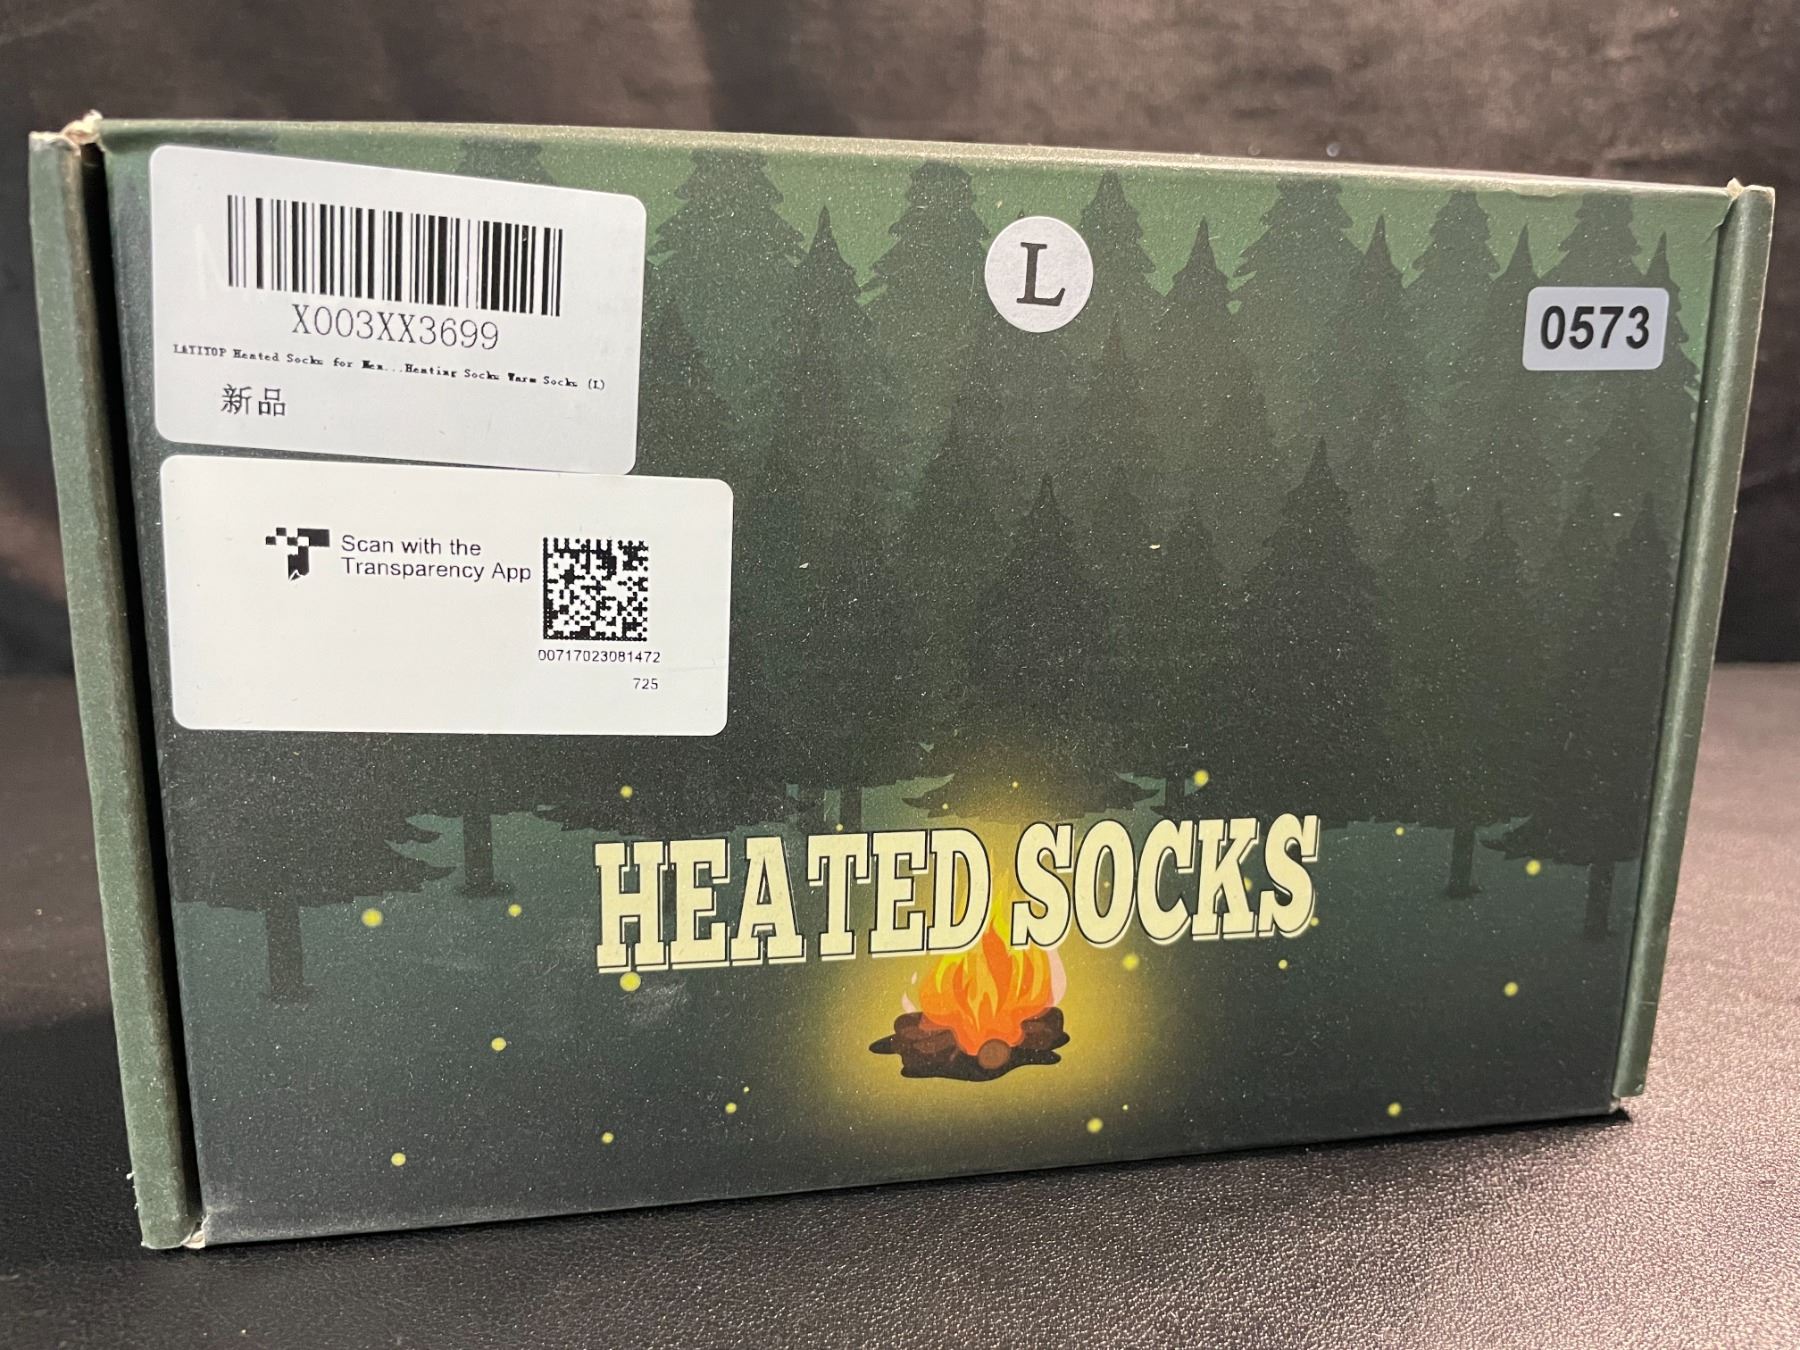 X003XX3699
LATITOP Heated Socks for Men...Heating Socks Warm Socks (L)
新品
L
0573
Scan with the
Transparency App
00717023081472
725
HEATED SOCKS